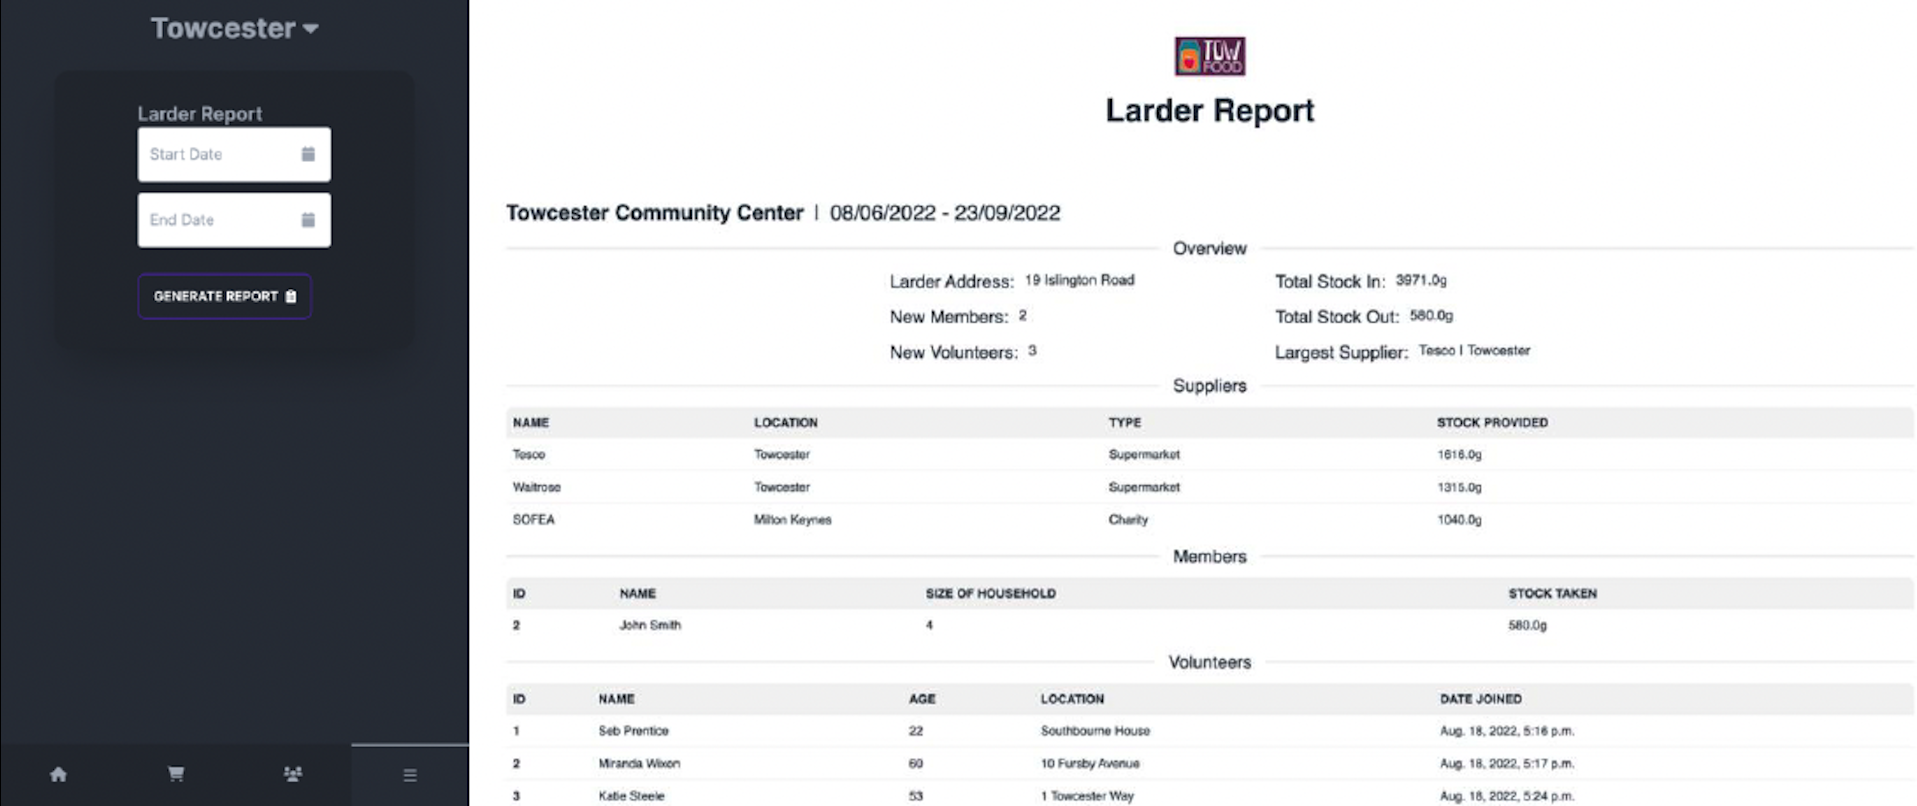 Towcester
Larder Report
Start Date
End Date
GENERATE REPORT
TOW
FOOD
Larder Report
Towcester Community Center | 08/06/2022 - 23/09/2022
Overview
Larder Address: 19 Islington Road
Total Stock In: 3971.0g
New Members: 2
Total Stock Out: 580.0g
New Volunteers: 3
Largest Supplier: Tesco | Towcester
Suppliers
NAME LOCATION TYPE STOCK PROVIDED
Tesco Towcester Supermarket 1616.0g
Waitrose Towcester Supermarket 1315.0g
SOFEA Milton Keynes Charity 1040.0g
Members
ID NAME SIZE OF HOUSEHOLD STOCK TAKEN
2 John Smith 4 580.0g
Volunteers
ID NAME AGE LOCATION DATE JOINED
1 Seb Prentice 22 Southbourne House Aug. 18, 2022, 5:16 p.m.
2 Miranda Wixon 60 10 Fursby Avenue Aug. 18, 2022, 5:17 p.m.
3 Katie Steele 53 1 Towcester Way Aug. 18, 2022, 5:24 p.m.